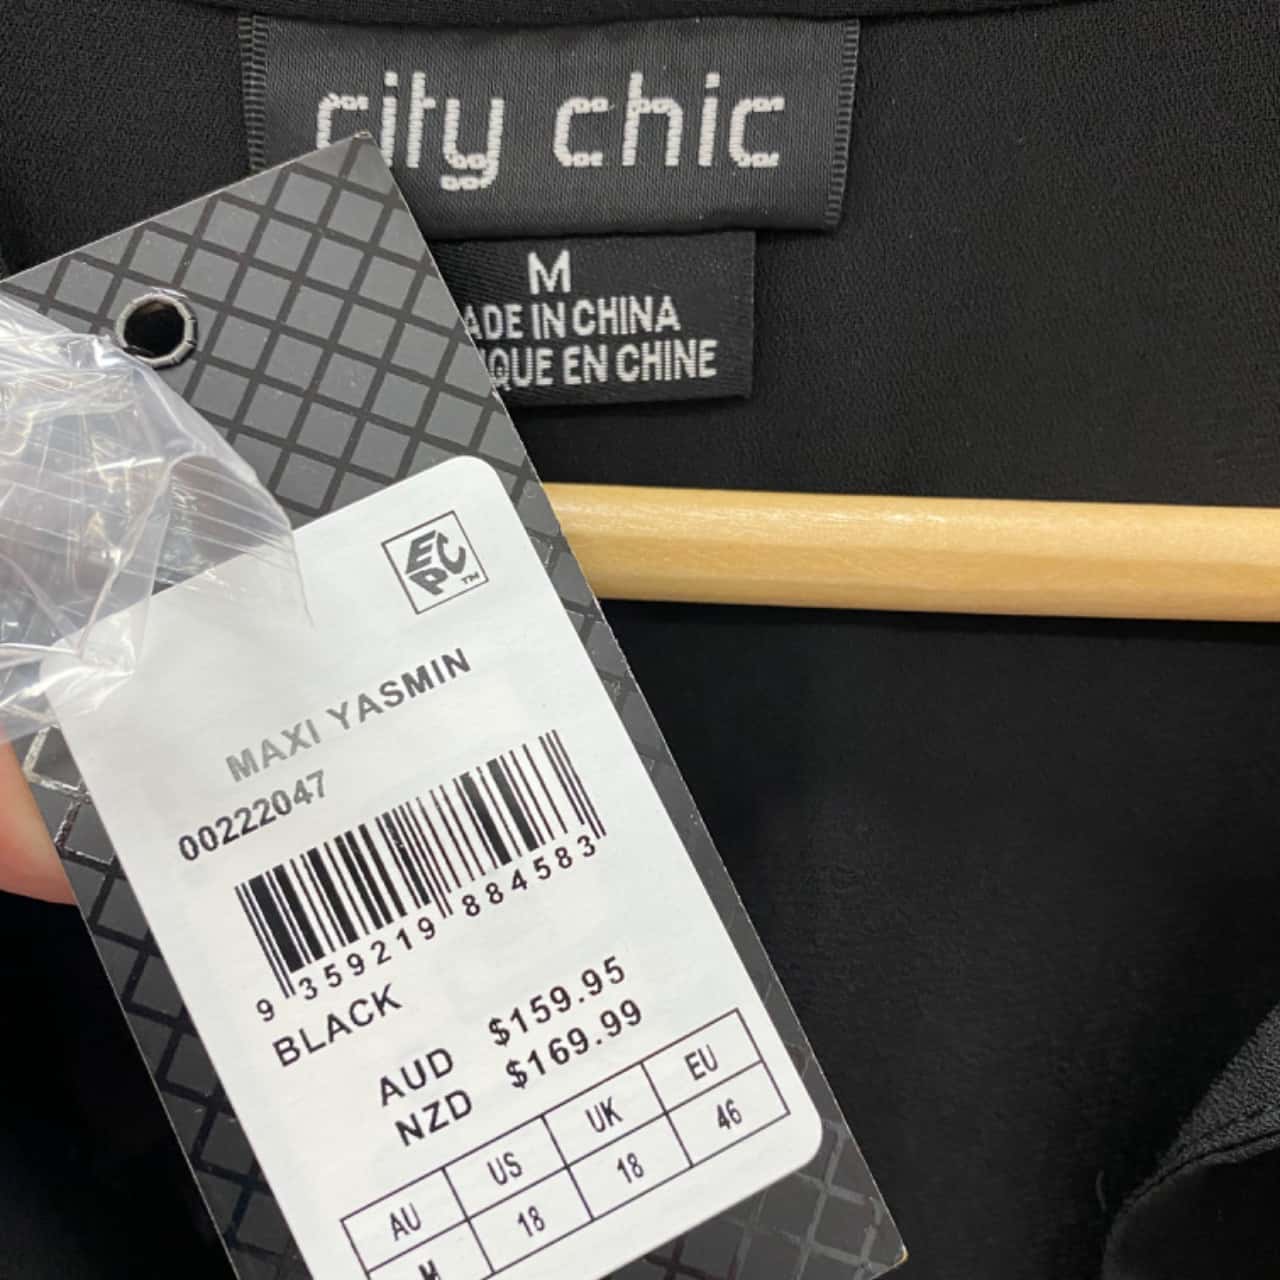 city chic
M
ADE IN CHINA
QUE EN CHINE
EPC™
MAXI YASMIN
00222047
9 359219 884583
BLACK
AUD $159.95
NZD $169.99
AU US UK EU
M 18 18 46